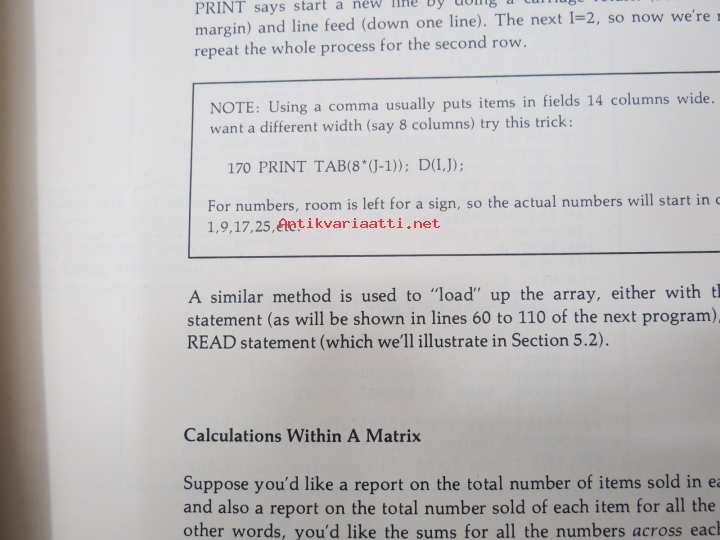 PRINT says start a new line by doing a carriage return
margin) and line feed (down one line). The next I=2, so now we're
repeat the whole process for the second row.
NOTE: Using a comma usually puts items in fields 14 columns wide.
want a different width (say 8 columns) try this trick:
170 PRINT TAB(8*(J-1)); D(I,J);
For numbers, room is left for a sign, so the actual numbers will start in
1,9,17,25,etc.
Antikvariaatti.net
A similar method is used to "load" up the array, either with
statement (as will be shown in lines 60 to 110 of the next program),
READ statement (which we'll illustrate in Section 5.2).
Calculations Within A Matrix
Suppose you'd like a report on the total number of items sold in
and also a report on the total number sold of each item for all the
other words, you'd like the sums for all the numbers across